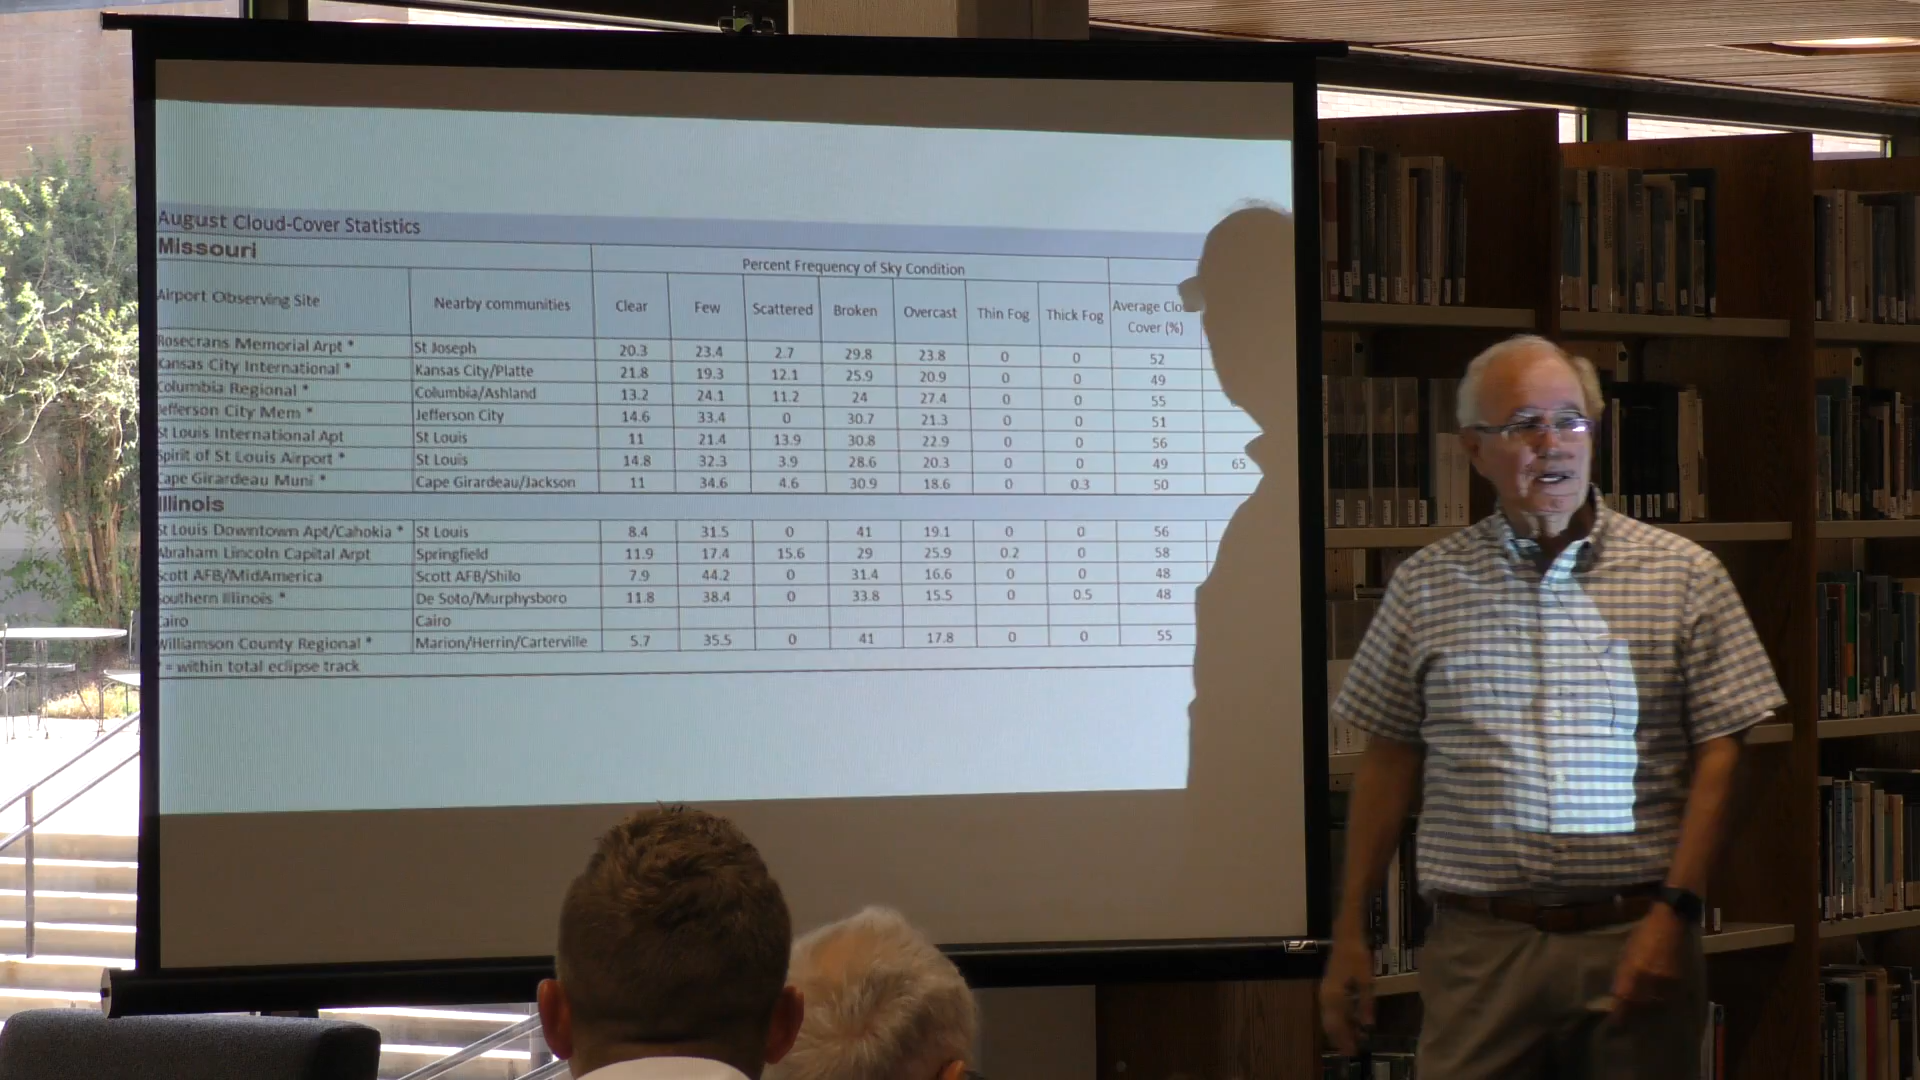 August Cloud-Cover Statistics
Missouri
Percent Frequency of Sky Condition
Airport Observing Site Nearby communities Clear Few Scattered Broken Overcast Thin Fog Thick Fog Average Clo
Cover (%)
Rosecrans Memorial Arpt * St Joseph 20.3 23.4 2.7 29.8 23.8 0 0 52
Kansas City International * Kansas City/Platte 21.8 19.3 12.1 25.9 20.9 0 0 49
Columbia Regional * Columbia/Ashland 13.2 24.1 11.2 24 27.4 0 0 55
Jefferson City Mem * Jefferson City 14.6 33.4 0 30.7 21.3 0 0 51
St Louis International Apt St Louis 11 21.4 13.9 30.8 22.9 0 0 56
Spirit of St Louis Airport * St Louis 14.8 32.3 3.9 28.6 20.3 0 0 49 65
Cape Girardeau Muni * Cape Girardeau/Jackson 11 34.6 4.6 30.9 18.6 0 0.3 50
Illinois
St Louis Downtown Apt/Cahokia * St Louis 8.4 31.5 0 41 19.1 0 0 56
Abraham Lincoln Capital Arpt Springfield 11.9 17.4 15.6 29 25.9 0.2 0 58
Scott AFB/MidAmerica Scott AFB/Shilo 7.9 44.2 0 31.4 16.6 0 0 48
Southern Illinois * De Soto/Murphysboro 11.8 38.4 0 33.8 15.5 0 0.5 48
Cairo Cairo
Williamson County Regional * Marion/Herrin/Carterville 5.7 35.5 0 41 17.8 0 0 55
* = within total eclipse track